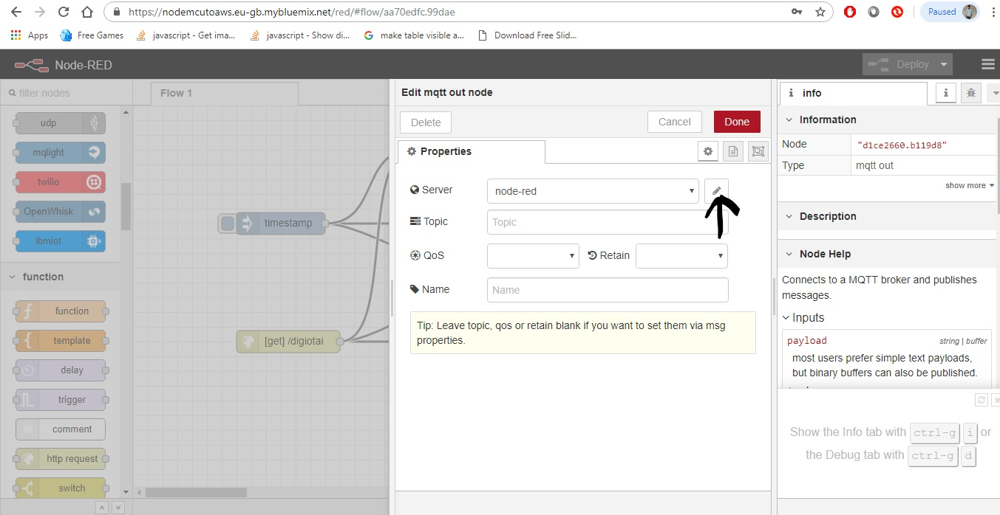 https://nodemcutoaws.eu-gb.mybluemix.net/red/#flow/aa70edfc.99dae
Paused
Apps
Free Games
javascript - Get ima...
javascript - Show di...
make table visible a...
Download Free Slid...
Node-RED
Deploy
filter nodes
udp
mqlight
twilio
OpenWhisk
ibmiot
function
function
template
delay
trigger
comment
http request
switch
Flow 1
timestamp
[get] /digiotai
Edit mqtt out node
Delete
Cancel
Done
Properties
Server
node-red
Topic
Topic
QoS
Retain
Name
Name
Tip: Leave topic, qos or retain blank if you want to set them via msg
properties.
i info
i
Information
Node
"d1ce2660.b119d8"
Type
mqtt out
show more
Description
Node Help
Connects to a MQTT broker and publishes
messages.
Inputs
payload
string | buffer
most users prefer simple text payloads,
but binary buffers can also be published.
Show the Info tab with ctrl-g i or
the Debug tab with ctrl-g d